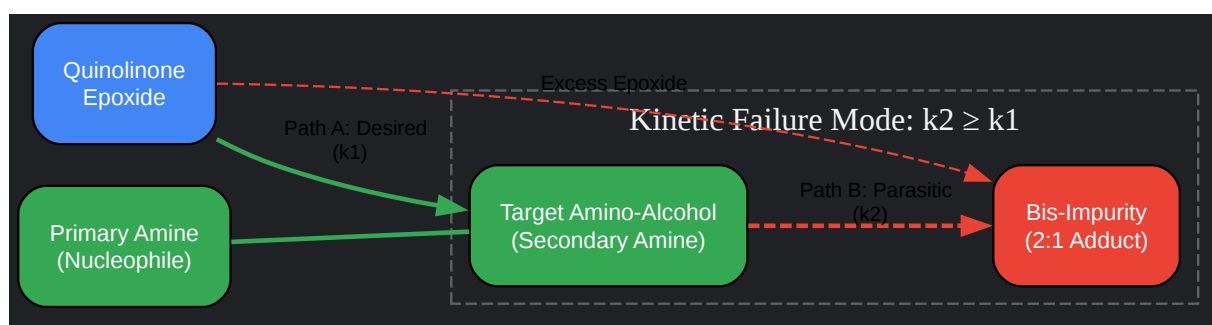 Quinolinone
Epoxide
Excess Epoxide
Kinetic Failure Mode: k2 ≥ k1
Path A: Desired
(k1)
Primary Amine
(Nucleophile)
Target Amino-Alcohol
(Secondary Amine)
Path B: Parasitic
(k2)
Bis-Impurity
(2:1 Adduct)